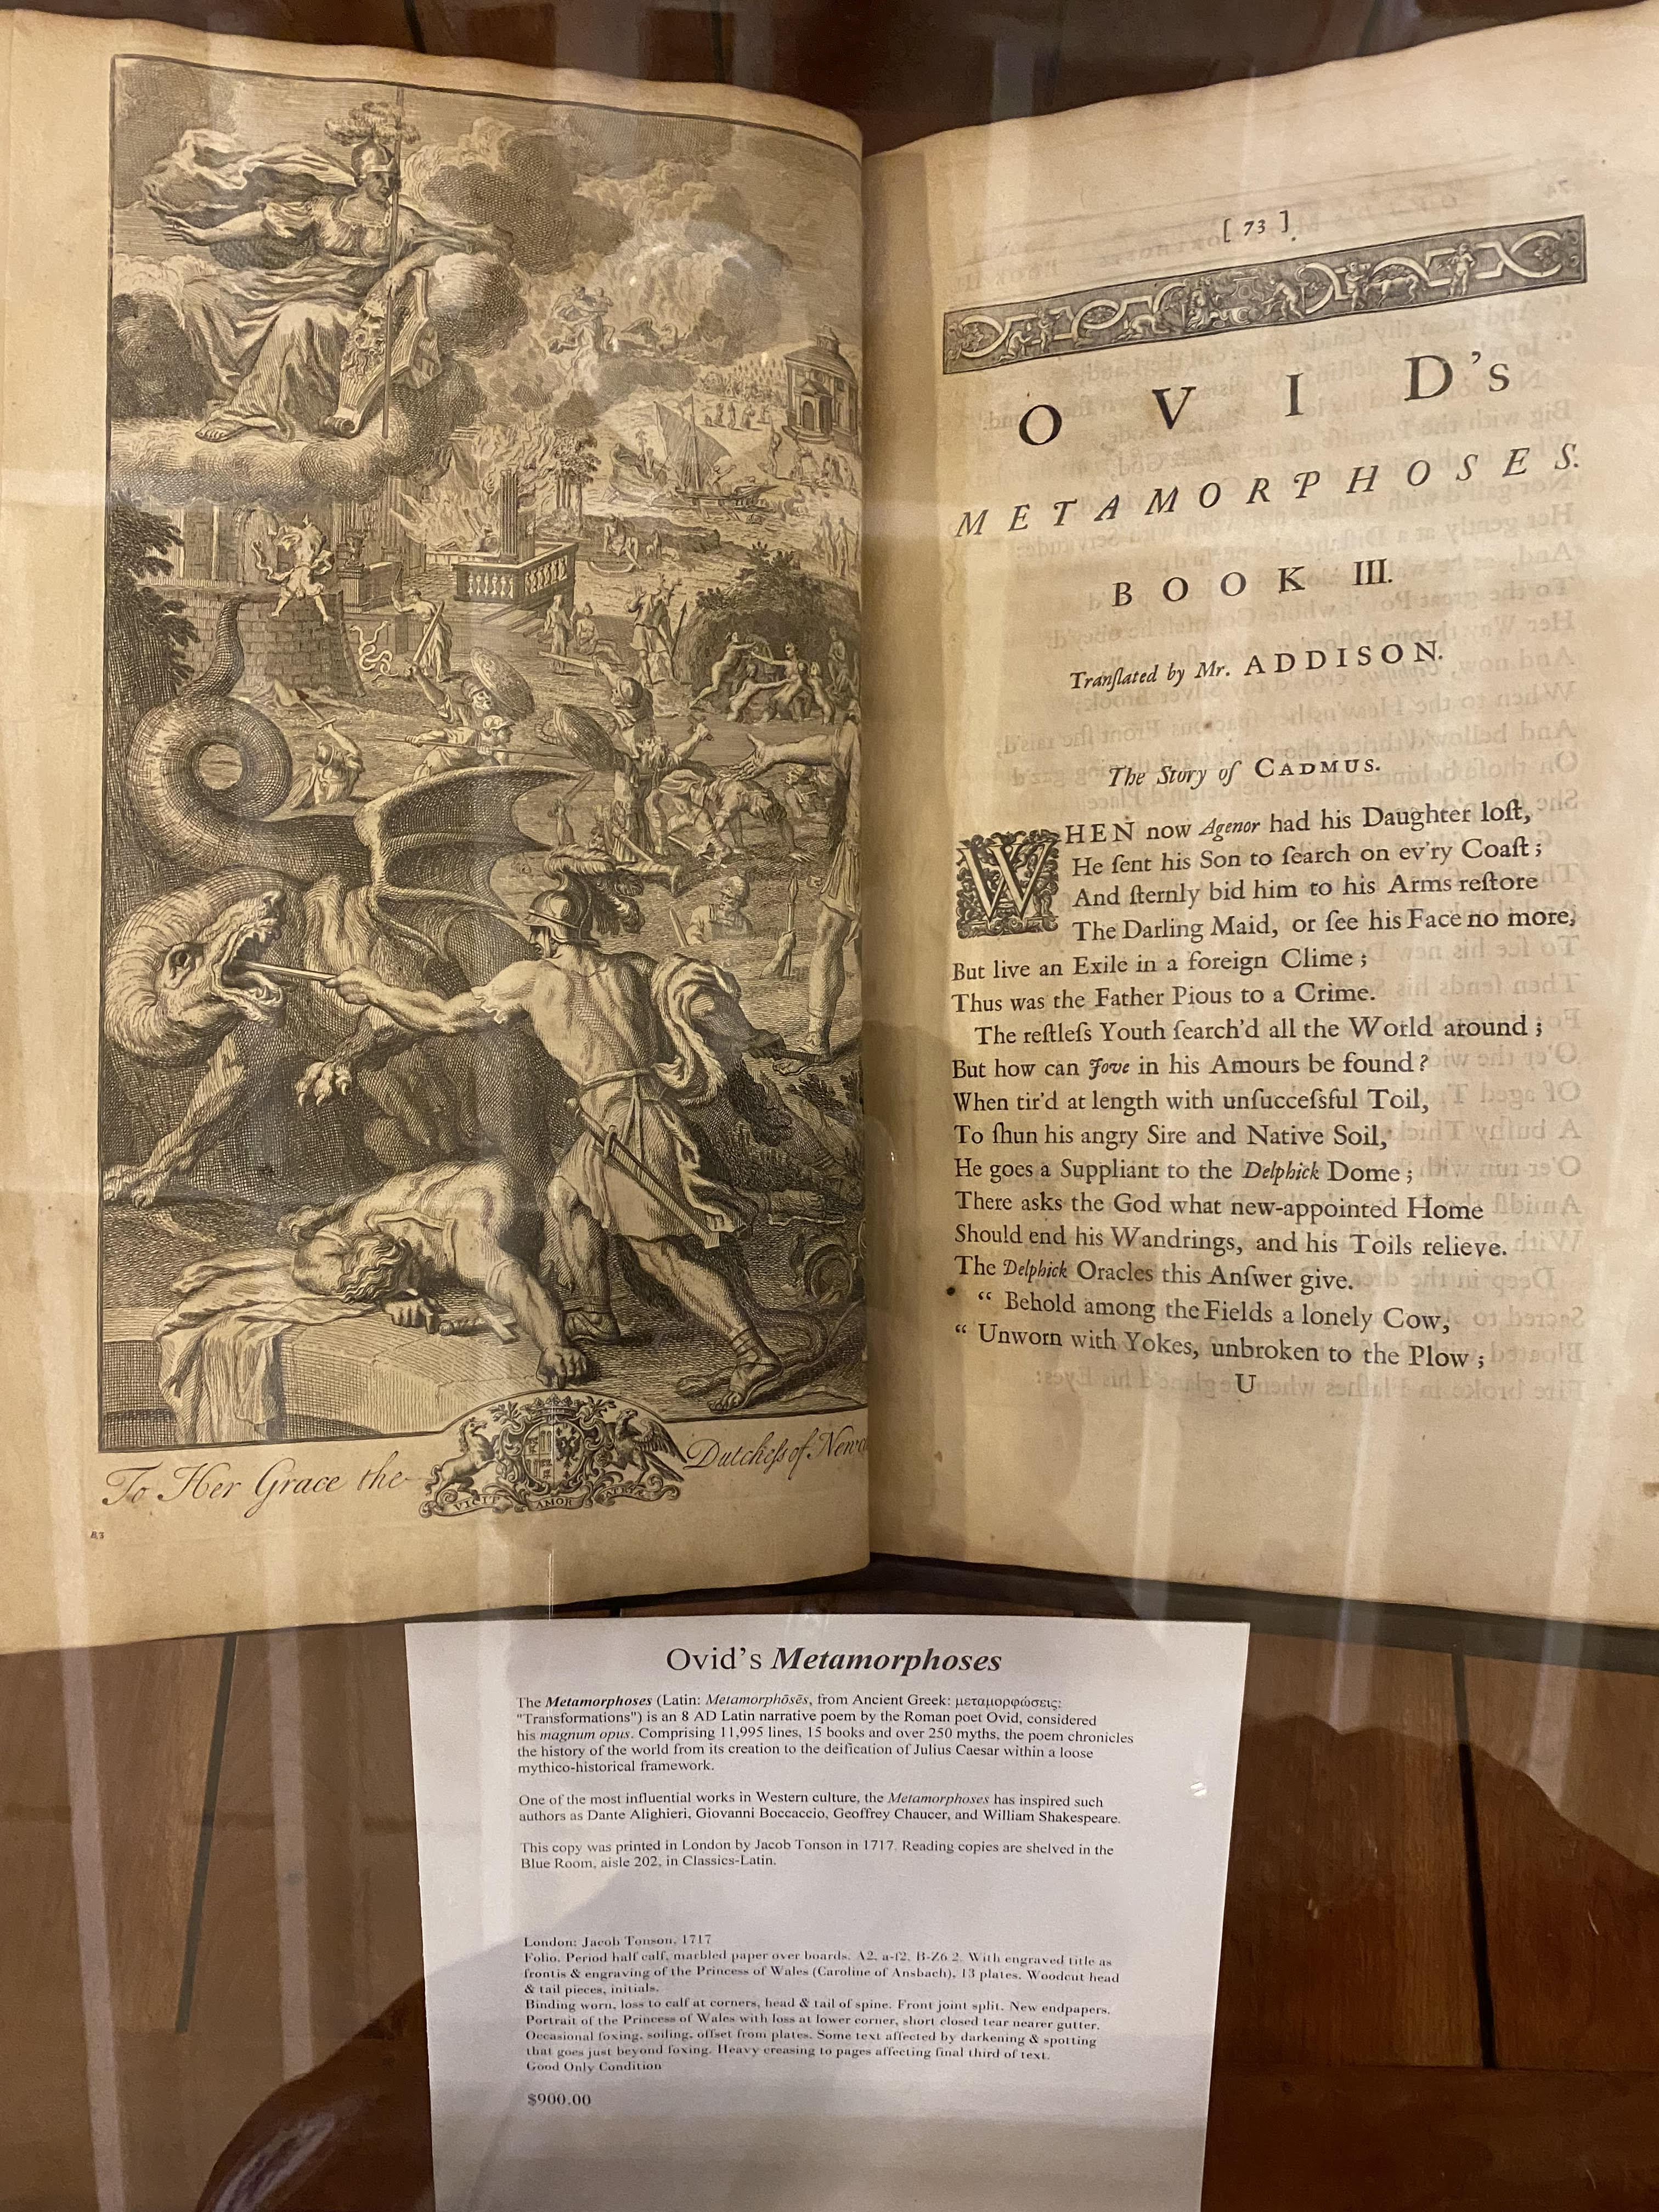 To Her Grace the Dutchess of Newc
VICIT AMOR PATRIÆ
[ 73 ]
OVID's
METAMORPHOSES.
BOOK III.
Tranſlated by Mr. ADDISON.
The Story of CADMUS.
WHEN now Agenor had his Daughter loſt,
He ſent his Son to ſearch on ev'ry Coaſt;
And ſternly bid him to his Arms reſtore
The Darling Maid, or ſee his Face no more,
But live an Exile in a foreign Clime;
Thus was the Father Pious to a Crime.
The reſtleſs Youth ſearch'd all the World around;
But how can Jove in his Amours be found?
When tir'd at length with unſucceſsful Toil,
To ſhun his angry Sire and Native Soil,
He goes a Suppliant to the Delphick Dome;
There asks the God what new-appointed Home
Should end his Wandrings, and his Toils relieve.
The Delphick Oracles this Anſwer give.
“ Behold among the Fields a lonely Cow,
“ Unworn with Yokes, unbroken to the Plow;
U
Ovid's Metamorphoses
The Metamorphoses (Latin: Metamorphōsēs, from Ancient Greek: μεταμορφώσεις:
"Transformations") is an 8 AD Latin narrative poem by the Roman poet Ovid, considered
his magnum opus. Comprising 11,995 lines, 15 books and over 250 myths, the poem chronicles
the history of the world from its creation to the deification of Julius Caesar within a loose
mythico-historical framework.
One of the most influential works in Western culture, the Metamorphoses has inspired such
authors as Dante Alighieri, Giovanni Boccaccio, Geoffrey Chaucer, and William Shakespeare.
This copy was printed in London by Jacob Tonson in 1717. Reading copies are shelved in the
Blue Room, aisle 202, in Classics-Latin.
London: Jacob Tonson, 1717
Folio. Period half calf, marbled paper over boards. A2, a-f2, B-Z6 2. With engraved title as
frontis & engraving of the Princess of Wales (Caroline of Ansbach), 13 plates. Woodcut head
& tail pieces, initials.
Binding worn, loss to calf at corners, head & tail of spine. Front joint split. New endpapers.
Portrait of the Princess of Wales with loss at lower corner, short closed tear nearer gutter.
Occasional foxing, soiling, offset from plates. Some text affected by darkening & spotting
that goes just beyond foxing. Heavy creasing to pages affecting final third of text.
Good Only Condition
$900.00